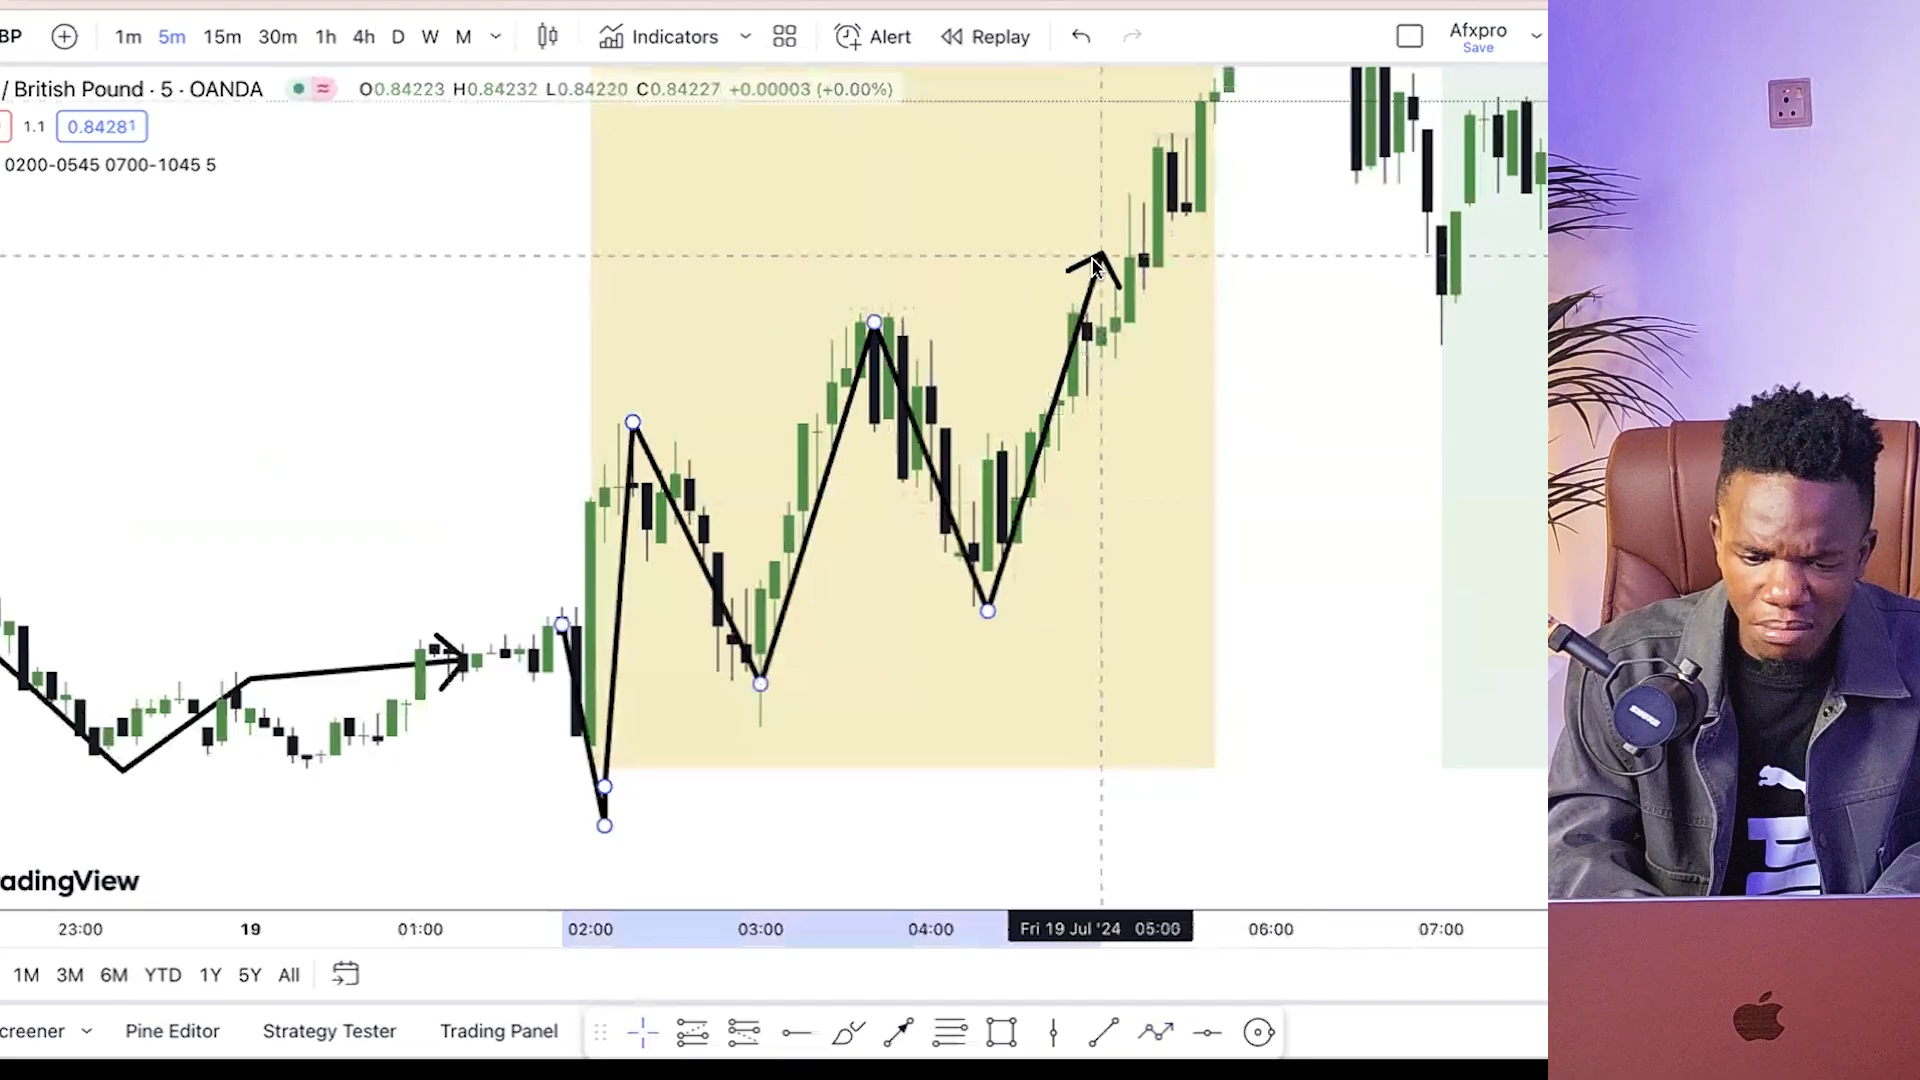 BP 1m 5m 15m 30m 1h 4h D W M Indicators Alert Replay Afxpro
Save
/ British Pound · 5 · OANDA O0.84223 H0.84232 L0.84220 C0.84227 +0.00003 (+0.00%)
1.1 0.84281
0200-0545 0700-1045 5
adingView
23:00 19 01:00 02:00 03:00 04:00 Fri 19 Jul '24 05:00 06:00 07:00
1M 3M 6M YTD 1Y 5Y All
creener Pine Editor Strategy Tester Trading Panel
SHURE